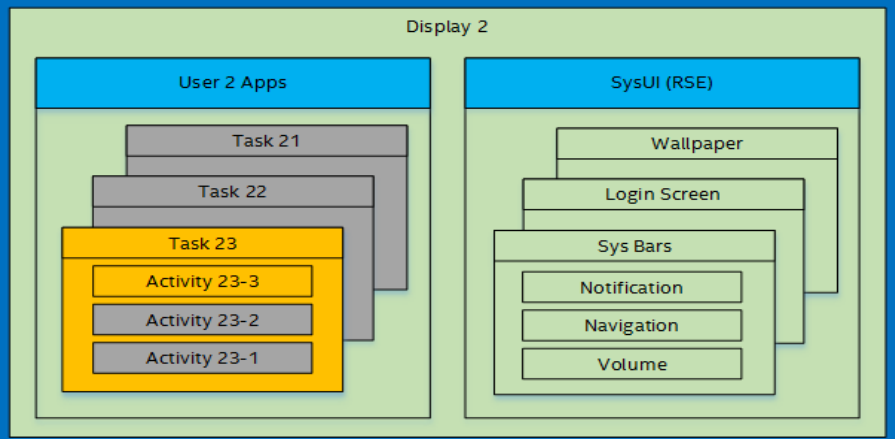 Display 2
User 2 Apps
Task 21
Task 22
Task 23
Activity 23-3
Activity 23-2
Activity 23-1
SysUI (RSE)
Wallpaper
Login Screen
Sys Bars
Notification
Navigation
Volume